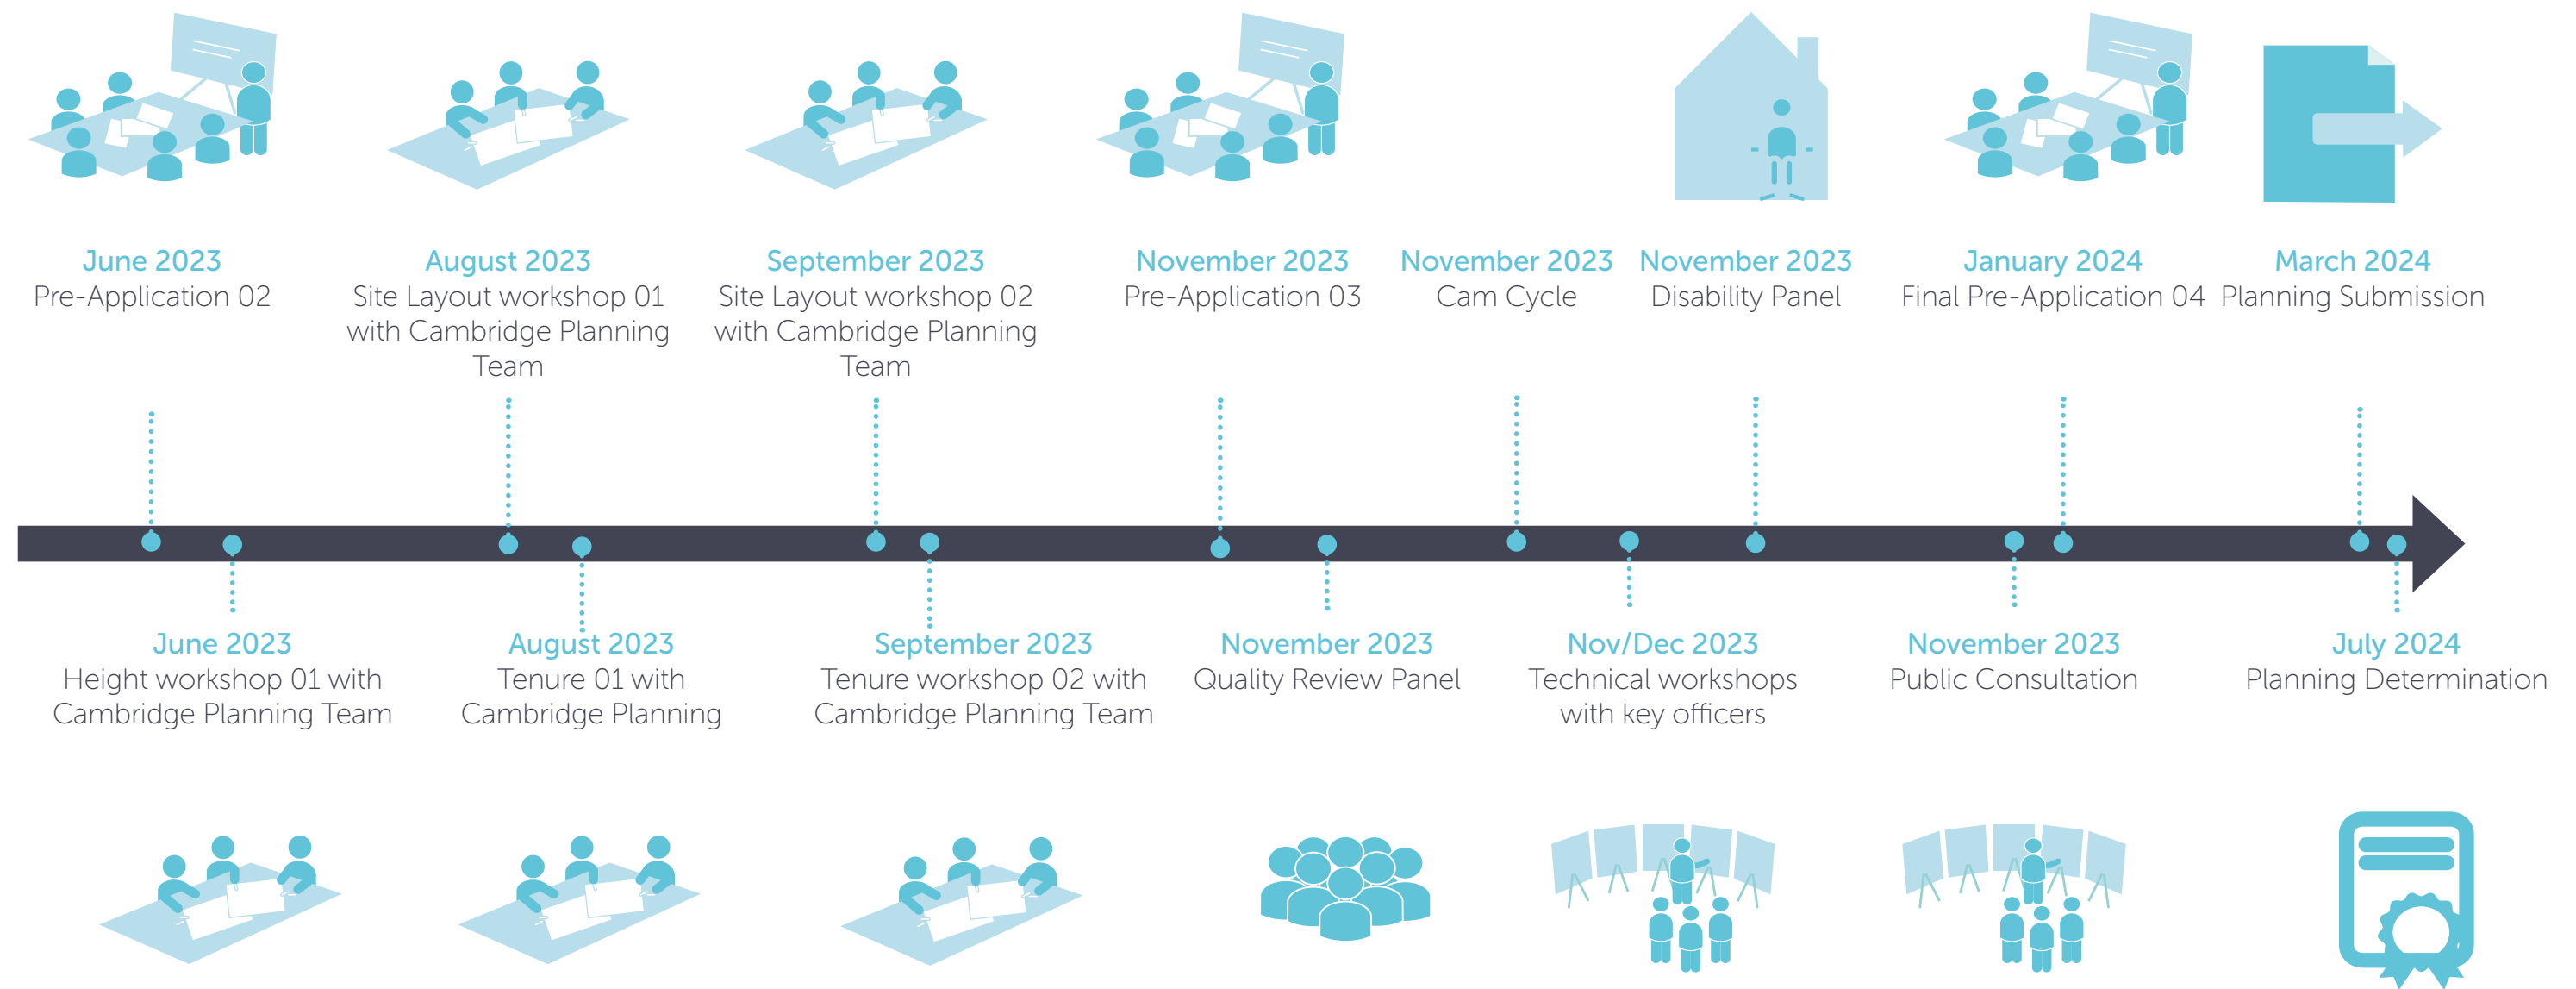 June 2023
Pre-Application 02
August 2023
Site Layout workshop 01
with Cambridge Planning
Team
September 2023
Site Layout workshop 02
with Cambridge Planning
Team
November 2023
Pre-Application 03
November 2023
Cam Cycle
November 2023
Disability Panel
January 2024
Final Pre-Application 04
March 2024
Planning Submission
June 2023
Height workshop 01 with
Cambridge Planning Team
August 2023
Tenure 01 with
Cambridge Planning
September 2023
Tenure workshop 02 with
Cambridge Planning Team
November 2023
Quality Review Panel
Nov/Dec 2023
Technical workshops
with key officers
November 2023
Public Consultation
July 2024
Planning Determination